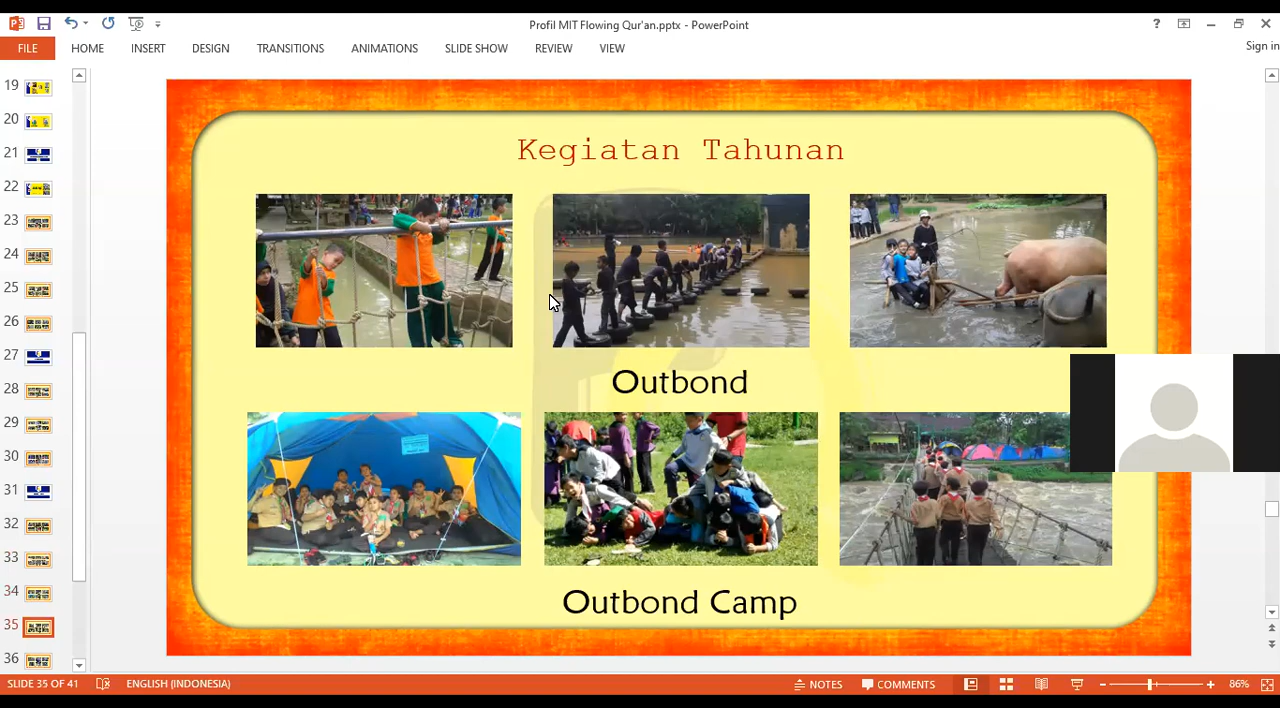 Profil MIT Flowing Qur'an.pptx - PowerPoint
?
FILE HOME INSERT DESIGN TRANSITIONS ANIMATIONS SLIDE SHOW REVIEW VIEW
Sign in
19
20
21
22
23
24
25
26
27
28
29
30
31
32
33
34
35
36
Kegiatan Tahunan
Outbond
Outbond Camp
SLIDE 35 OF 41 ENGLISH (INDONESIA) NOTES COMMENTS 86%